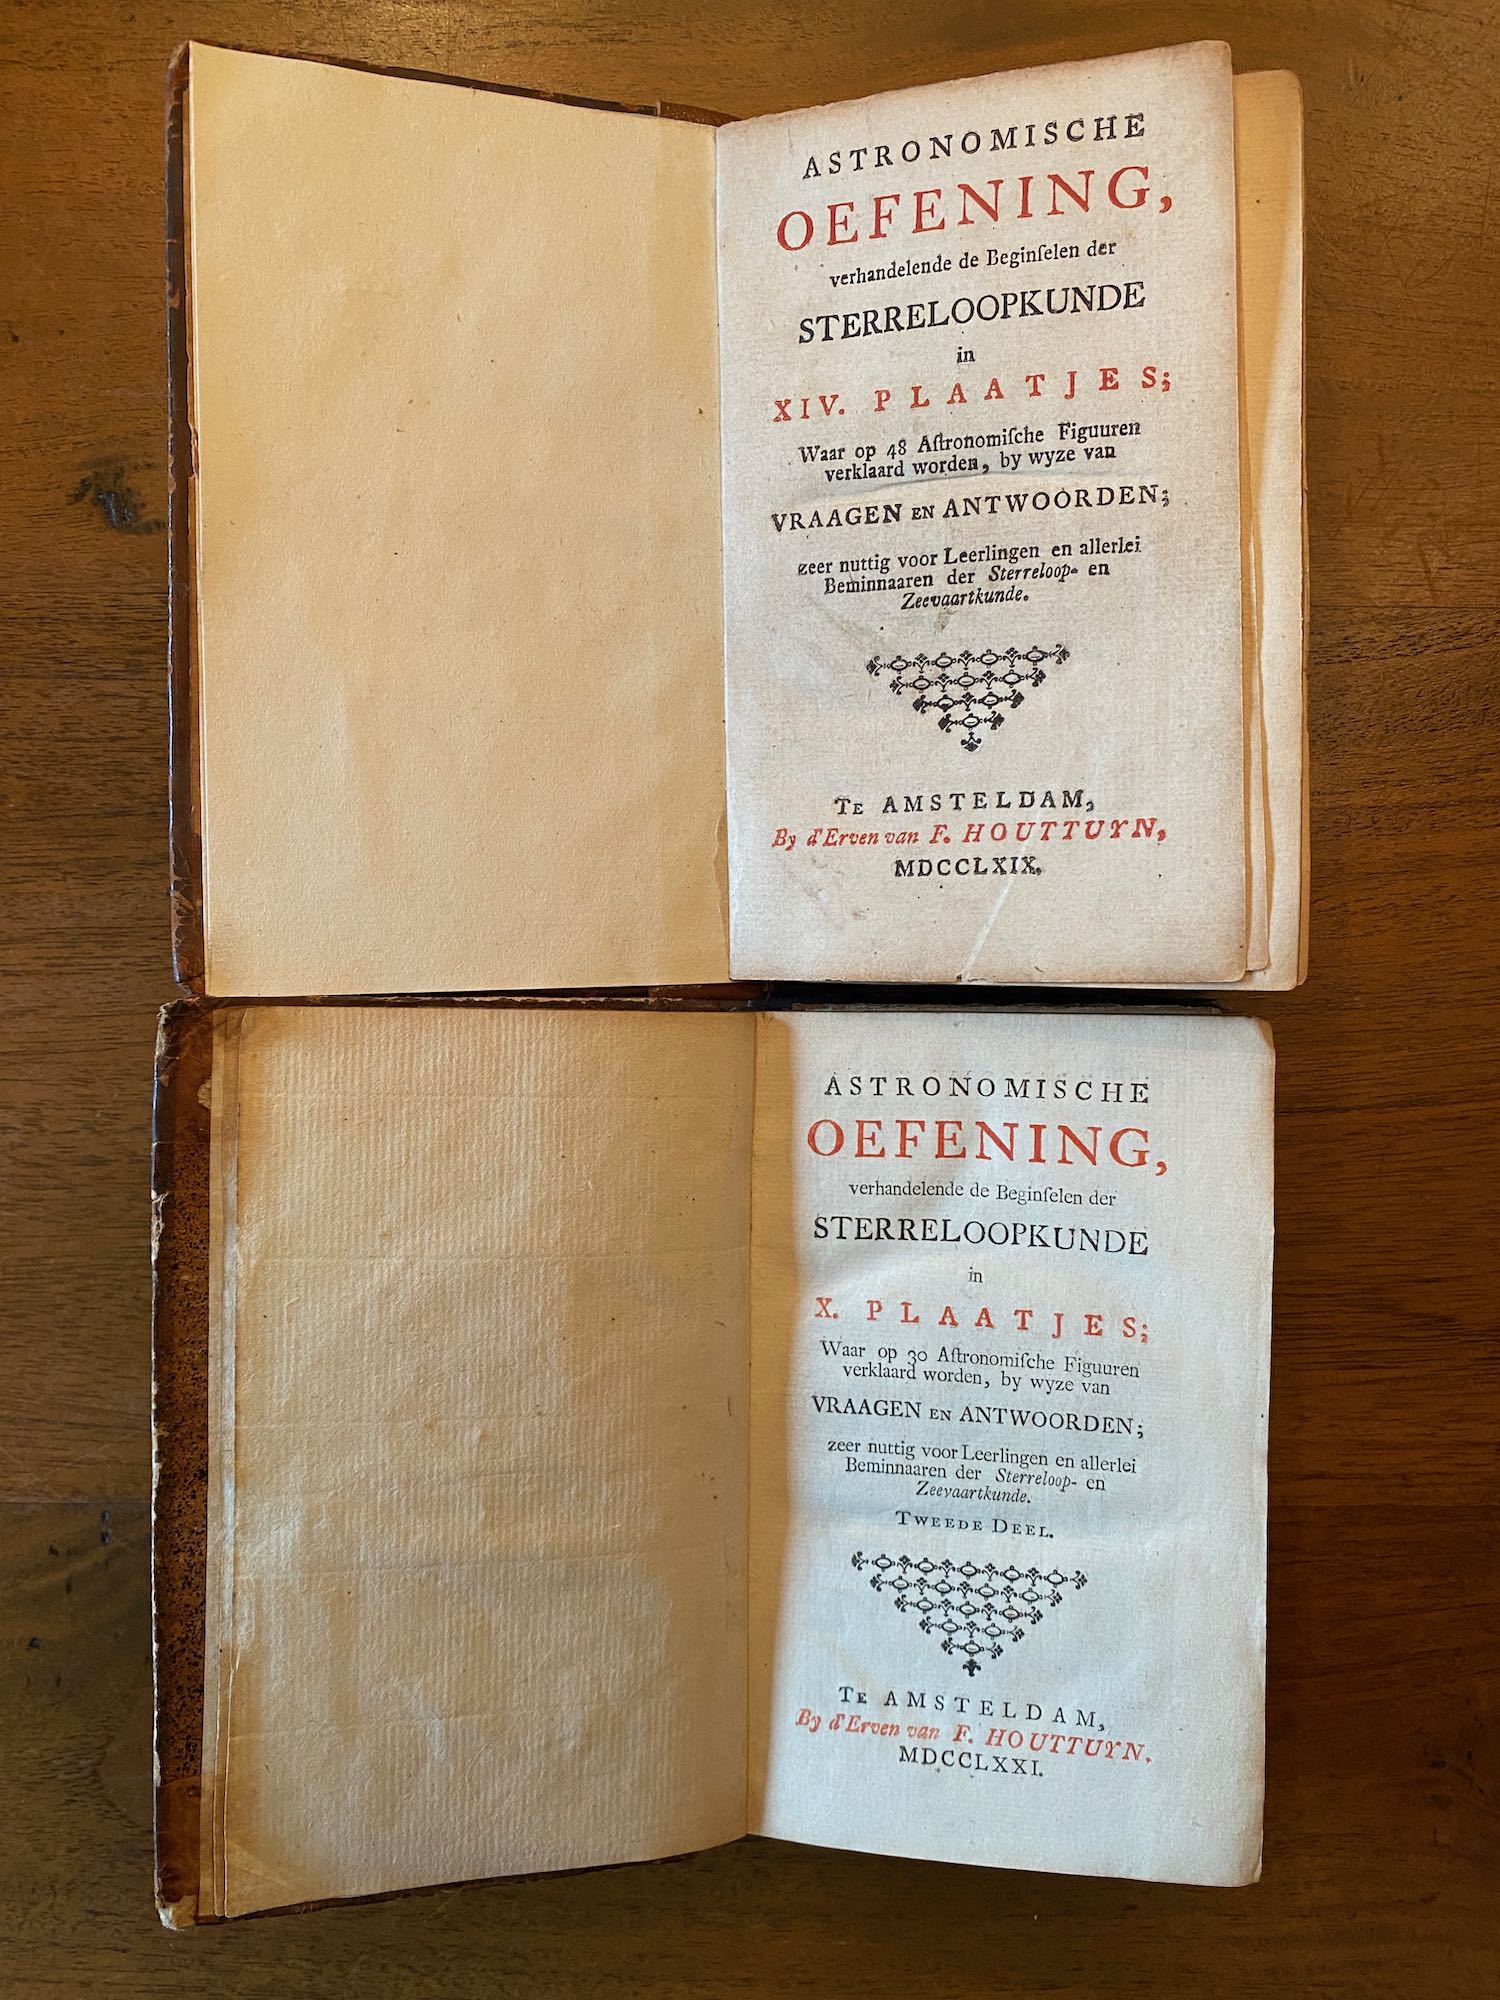 ASTRONOMISCHE
OEFENING,
verhandelende de Beginſelen der
STERRELOOPKUNDE
in
XIV. PLAATJES;
Waar op 48 Aſtronomiſche Figuuren
verklaard worden, by wyze van
VRAAGEN EN ANTWOORDEN;
zeer nuttig voor Leerlingen en allerlei
Beminnaaren der Sterreloop- en
Zeevaartkunde.
TE AMSTELDAM,
By d'Erven van F. HOUTTUYN,
MDCCLXIX.
ASTRONOMISCHE
OEFENING,
verhandelende de Beginſelen der
STERRELOOPKUNDE
in
X. PLAATJES;
Waar op 30 Aſtronomiſche Figuuren
verklaard worden, by wyze van
VRAAGEN EN ANTWOORDEN;
zeer nuttig voor Leerlingen en allerlei
Beminnaaren der Sterreloop- en
Zeevaartkunde.
TWEEDE DEEL.
TE AMSTELDAM,
By d'Erven van F. HOUTTUYN.
MDCCLXXI.